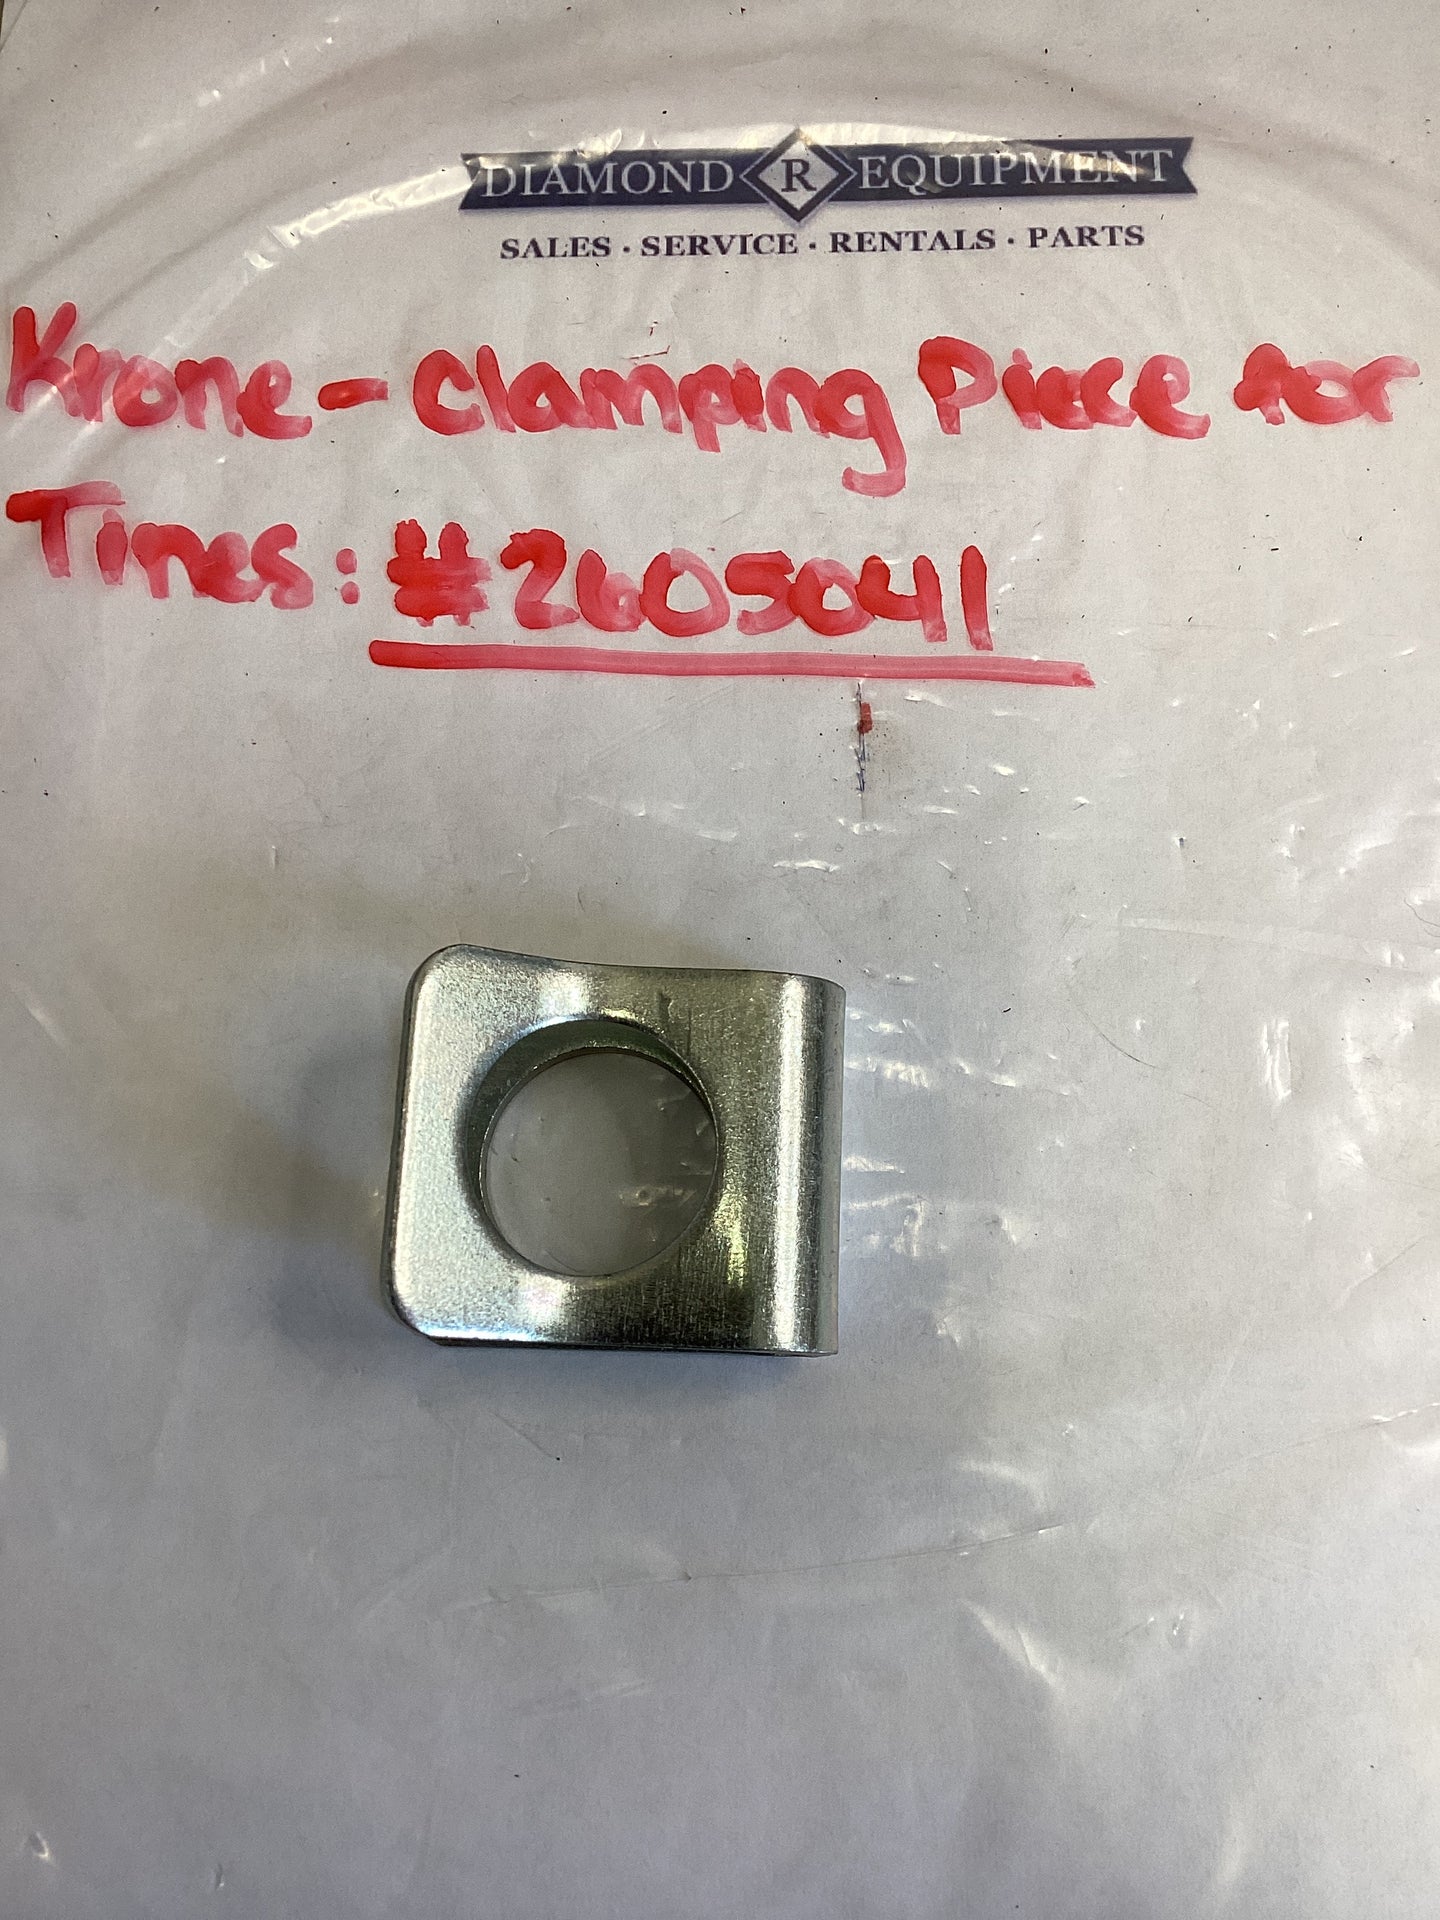 DIAMOND R EQUIPMENT
SALES · SERVICE · RENTALS · PARTS
Krone - Clamping Piece for
Tines: #2605041